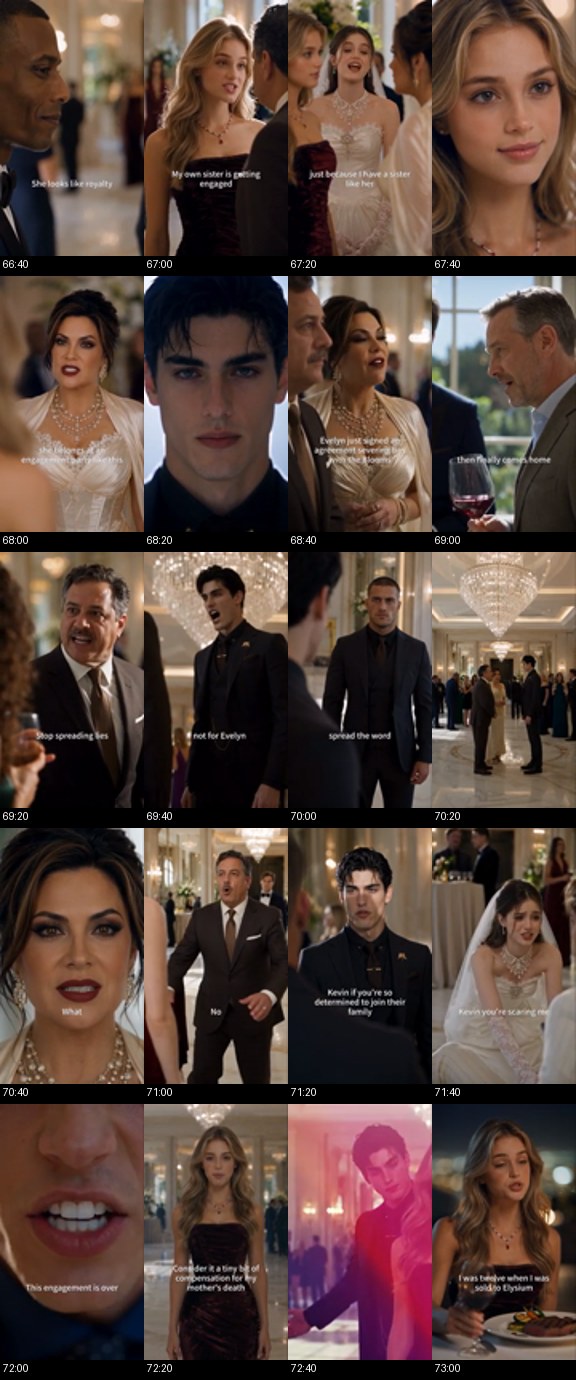 She looks like royalty
My own sister is getting
engaged
just because I have a sister
like her
66:40
67:00
67:20
67:40
she belongs at an
engagement party like this
Evelyn just signed an
agreement severing ties
with the Blooms
then finally comes home
68:00
68:20
68:40
69:00
Stop spreading lies
not for Evelyn
spread the word
69:20
69:40
70:00
70:20
What
No
Kevin if you're so
determined to join their
family
Kevin you're scaring me
70:40
71:00
71:20
71:40
This engagement is over
Consider it a tiny bit of
compensation for my
mother's death
I was twelve when I was
sold to Elysium
72:00
72:20
72:40
73:00